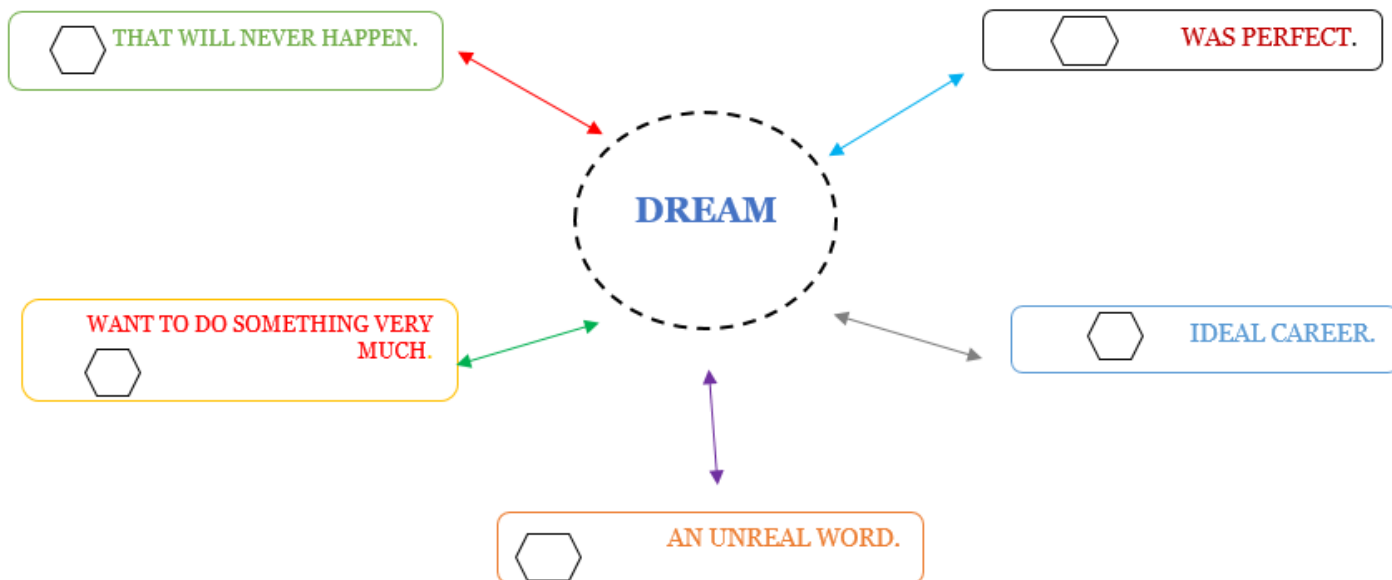 THAT WILL NEVER HAPPEN.
WAS PERFECT.
DREAM
WANT TO DO SOMETHING VERY
MUCH.
IDEAL CAREER.
AN UNREAL WORD.